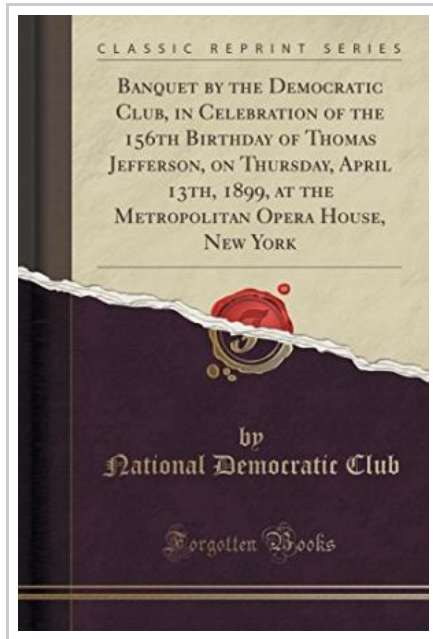 CLASSIC REPRINT SERIES
BANQUET BY THE DEMOCRATIC
CLUB, IN CELEBRATION OF THE
156TH BIRTHDAY OF THOMAS
JEFFERSON, ON THURSDAY, APRIL
13TH, 1899, AT THE
METROPOLITAN OPERA HOUSE,
NEW YORK
by
National Democratic Club
Forgotten Books